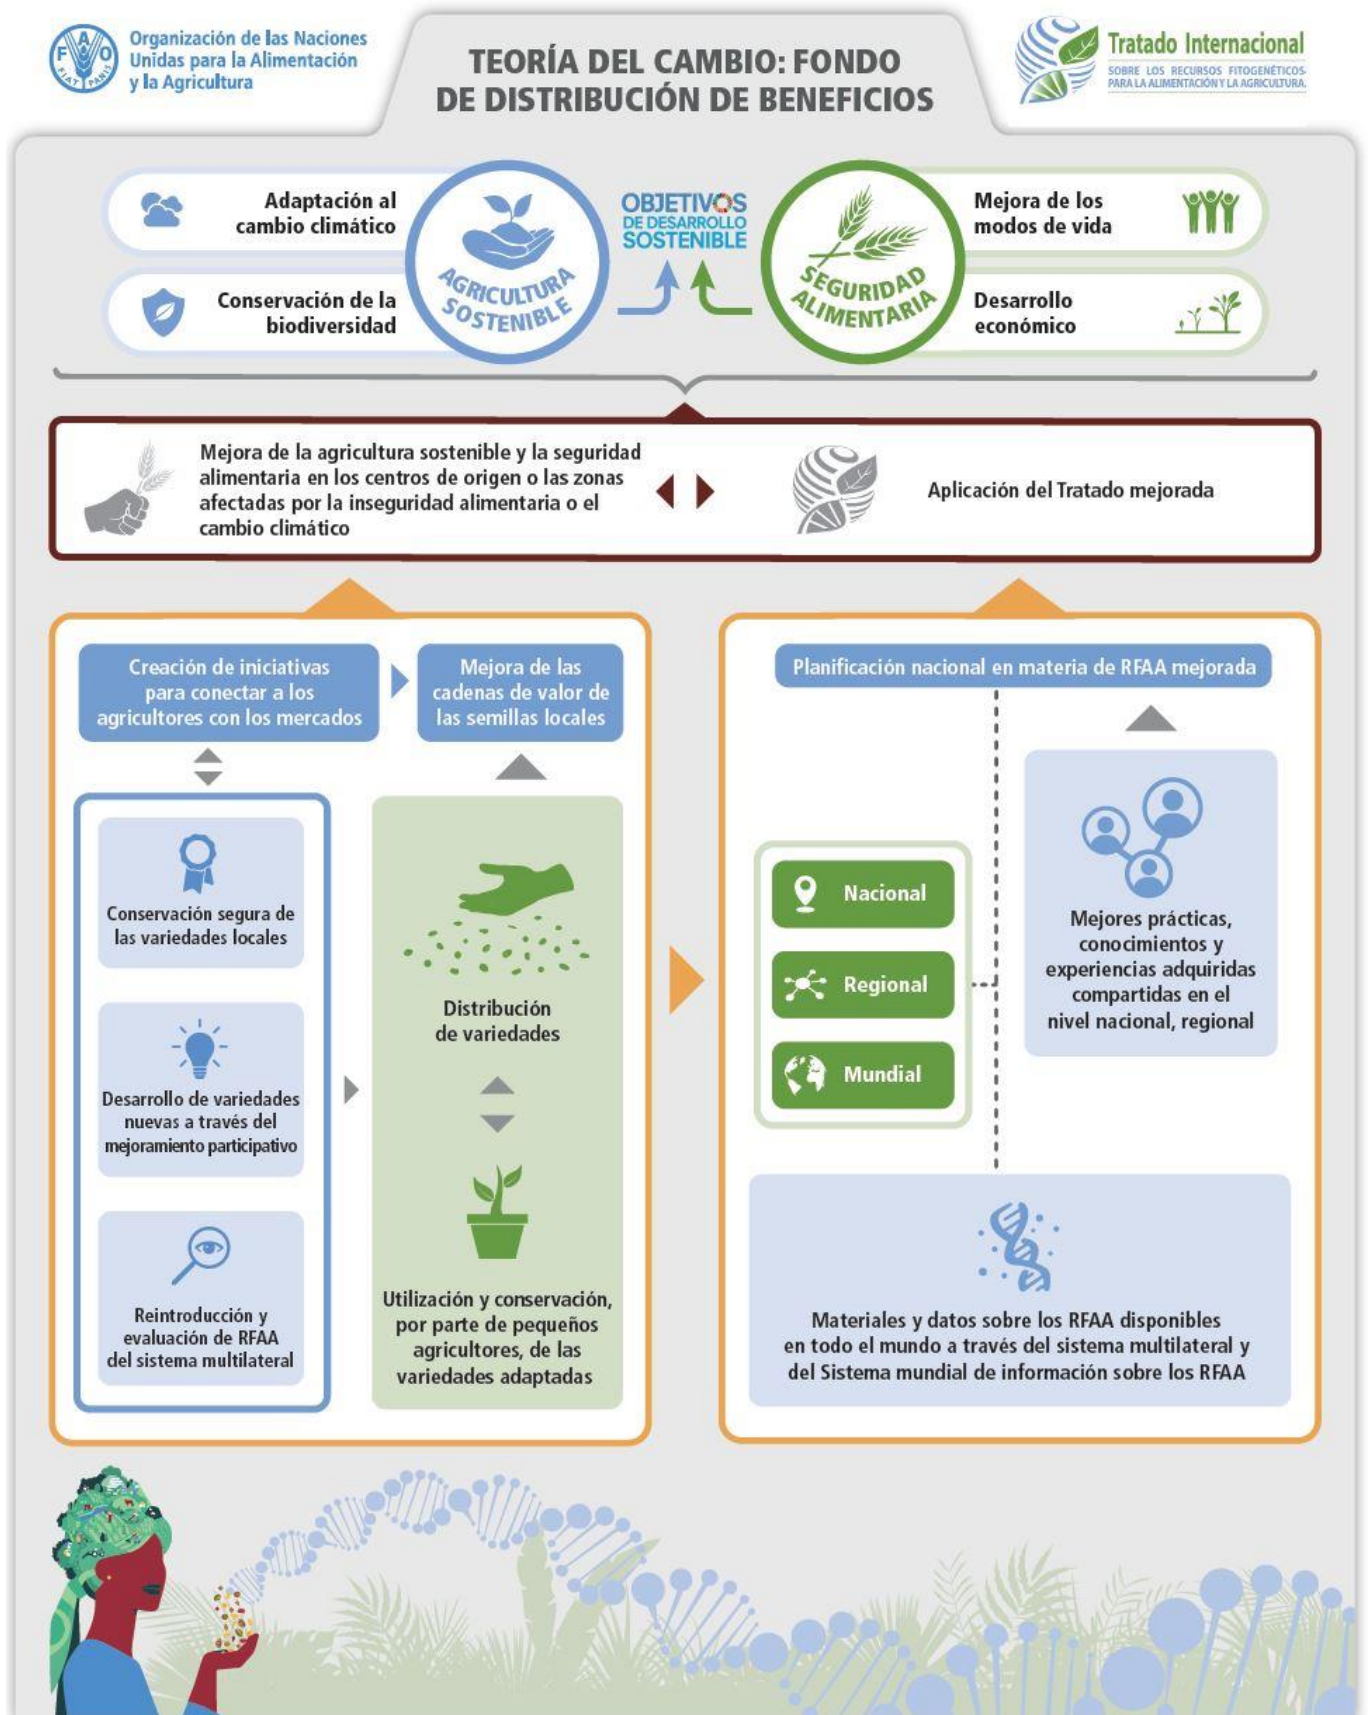 FAO
FIAT PANIS
Organización de las Naciones
Unidas para la Alimentación
y la Agricultura
TEORÍA DEL CAMBIO: FONDO
DE DISTRIBUCIÓN DE BENEFICIOS
Tratado Internacional
SOBRE LOS RECURSOS FITOGENÉTICOS
PARA LA ALIMENTACIÓN Y LA AGRICULTURA.
Adaptación al
cambio climático
Conservación de la
biodiversidad
AGRICULTURA
SOSTENIBLE
OBJETIVOS
DE DESARROLLO
SOSTENIBLE
SEGURIDAD
ALIMENTARIA
Mejora de los
modos de vida
Desarrollo
económico
Mejora de la agricultura sostenible y la seguridad
alimentaria en los centros de origen o las zonas
afectadas por la inseguridad alimentaria o el
cambio climático
Aplicación del Tratado mejorada
Creación de iniciativas
para conectar a los
agricultores con los mercados
Mejora de las
cadenas de valor de
las semillas locales
Conservación segura de
las variedades locales
Desarrollo de variedades
nuevas a través del
mejoramiento participativo
Reintroducción y
evaluación de RFAA
del sistema multilateral
Distribución
de variedades
Utilización y conservación,
por parte de pequeños
agricultores, de las
variedades adaptadas
Planificación nacional en materia de RFAA mejorada
Nacional
Regional
Mundial
Mejores prácticas,
conocimientos y
experiencias adquiridas
compartidas en el
nivel nacional, regional
Materiales y datos sobre los RFAA disponibles
en todo el mundo a través del sistema multilateral y
del Sistema mundial de información sobre los RFAA